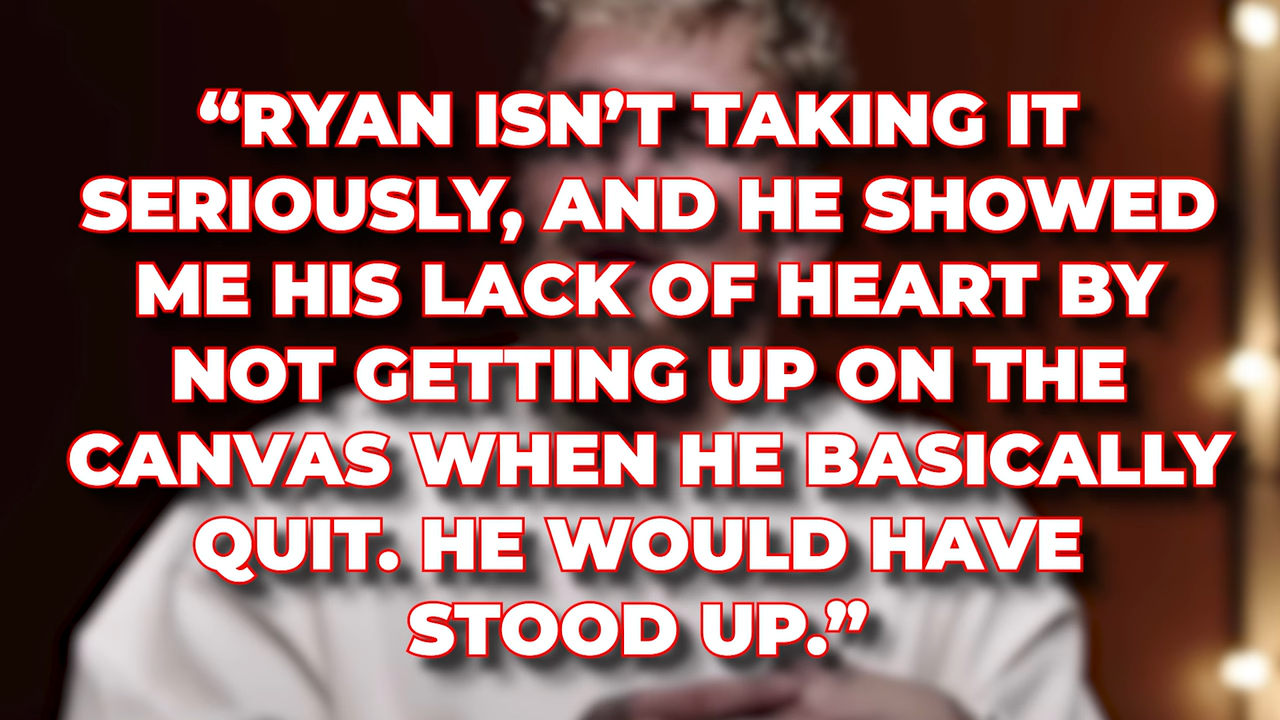 “RYAN ISN’T TAKING IT
SERIOUSLY, AND HE SHOWED
ME HIS LACK OF HEART BY
NOT GETTING UP ON THE
CANVAS WHEN HE BASICALLY
QUIT. HE WOULD HAVE
STOOD UP.”